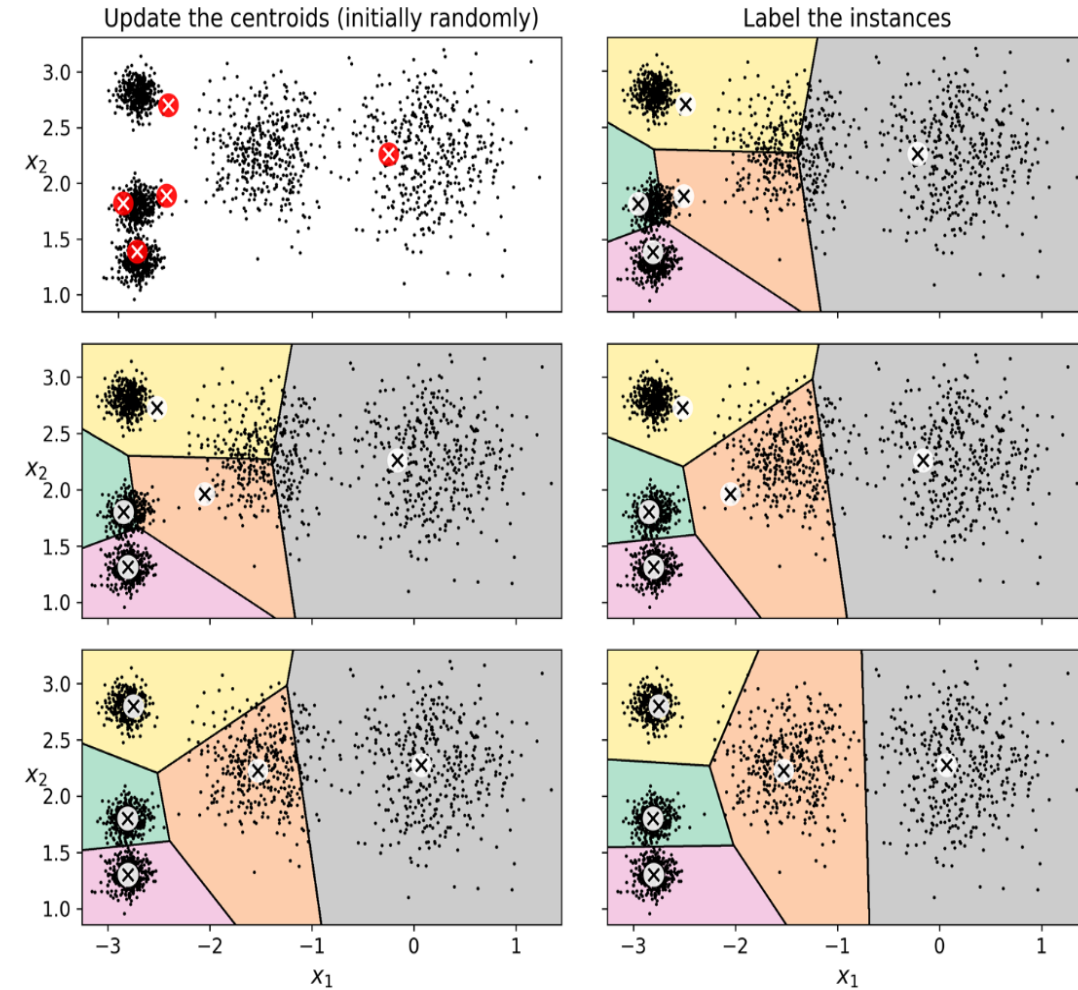 Update the centroids (initially randomly)
Label the instances
3.0
2.5
x₂
2.0
1.5
1.0
3.0
2.5
x₂
2.0
1.5
1.0
3.0
2.5
x₂
2.0
1.5
1.0
−3 −2 −1 0 1
−3 −2 −1 0 1
x₁
x₁